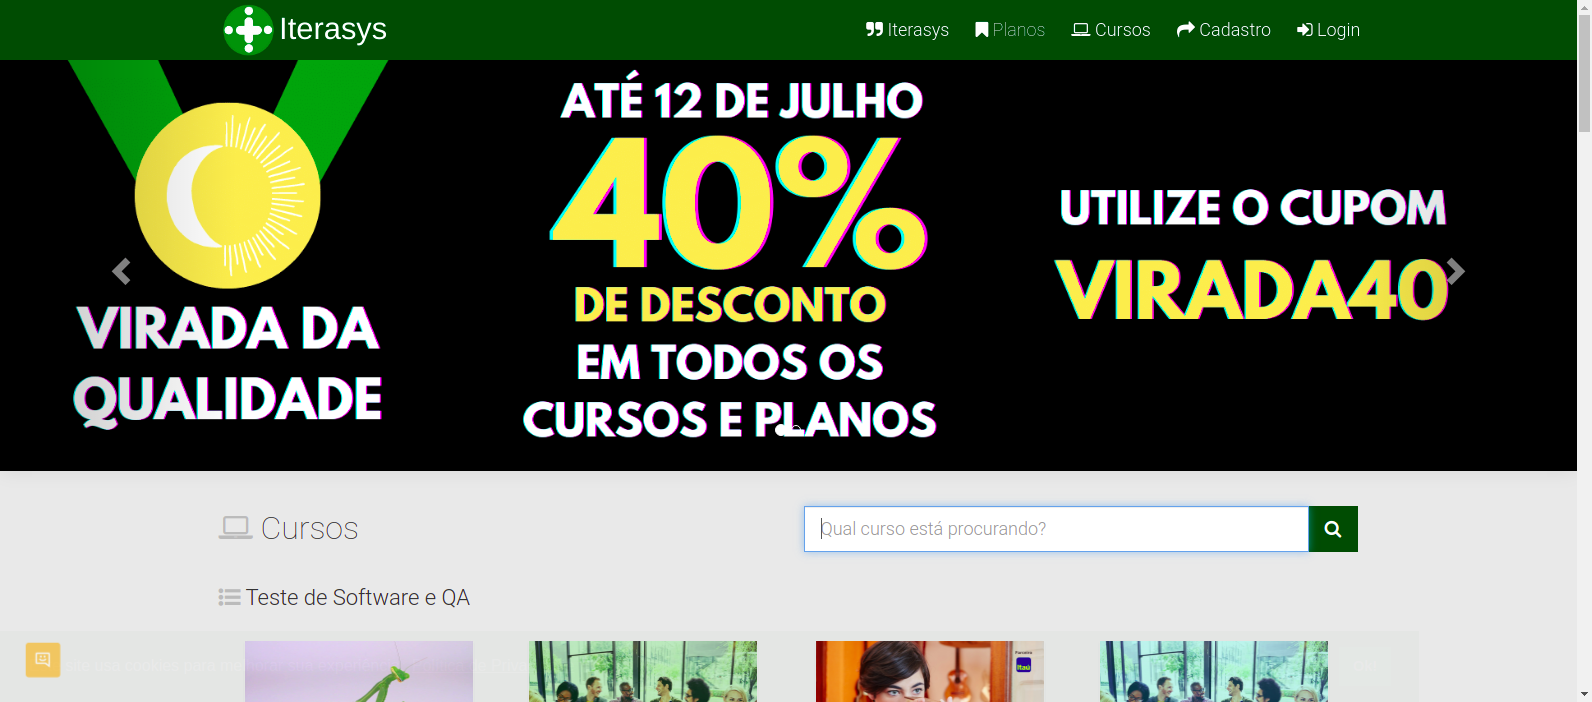 Iterasys
Iterasys Planos Cursos Cadastro Login
ATÉ 12 DE JULHO
40%
DE DESCONTO
EM TODOS OS
CURSOS E PLANOS
VIRADA DA
QUALIDADE
UTILIZE O CUPOM
VIRADA40
Cursos
Qual curso está procurando?
Teste de Software e QA
Itaú